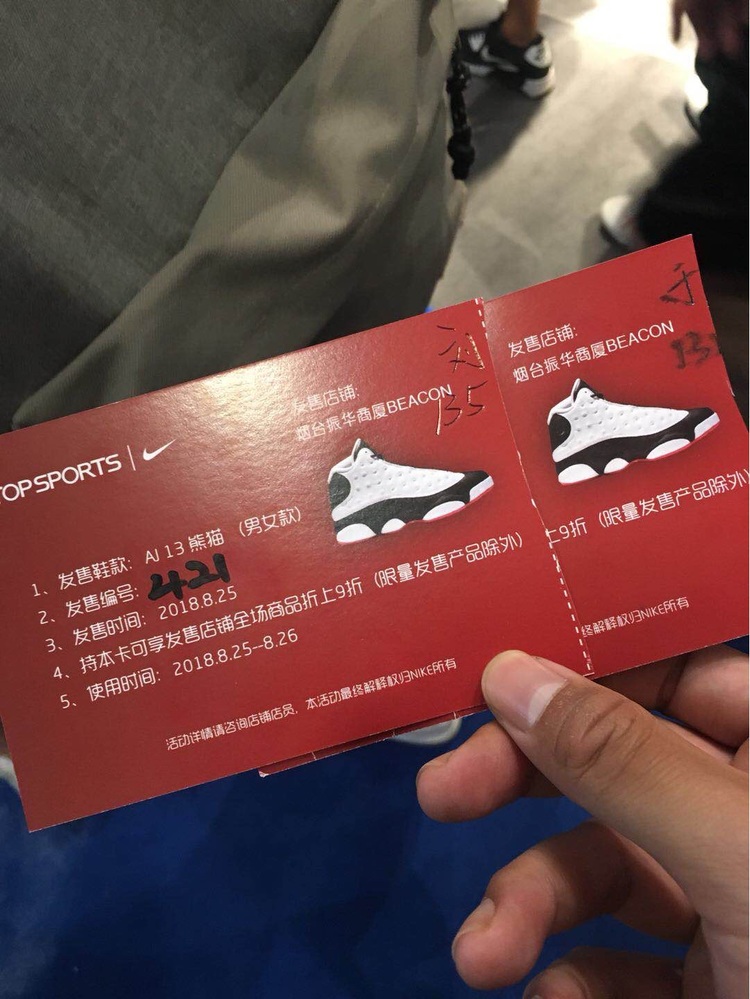 TOPSPORTS
发售店铺:
烟台振华商厦BEACON
135
1、发售鞋款: AJ 13 熊猫 (男女款)
2、发售编号: 421
3、发售时间: 2018.8.25
4、持本卡可享发售店铺全场商品折上9折 (限量发售产品除外)
5、使用时间: 2018.8.25--8.26
活动详情请咨询店铺店员, 本活动最终解释权归NIKE所有
发售店铺:
烟台振华商厦BEACON
上9折 (限量发售产品除外)
终解释权归NIKE所有